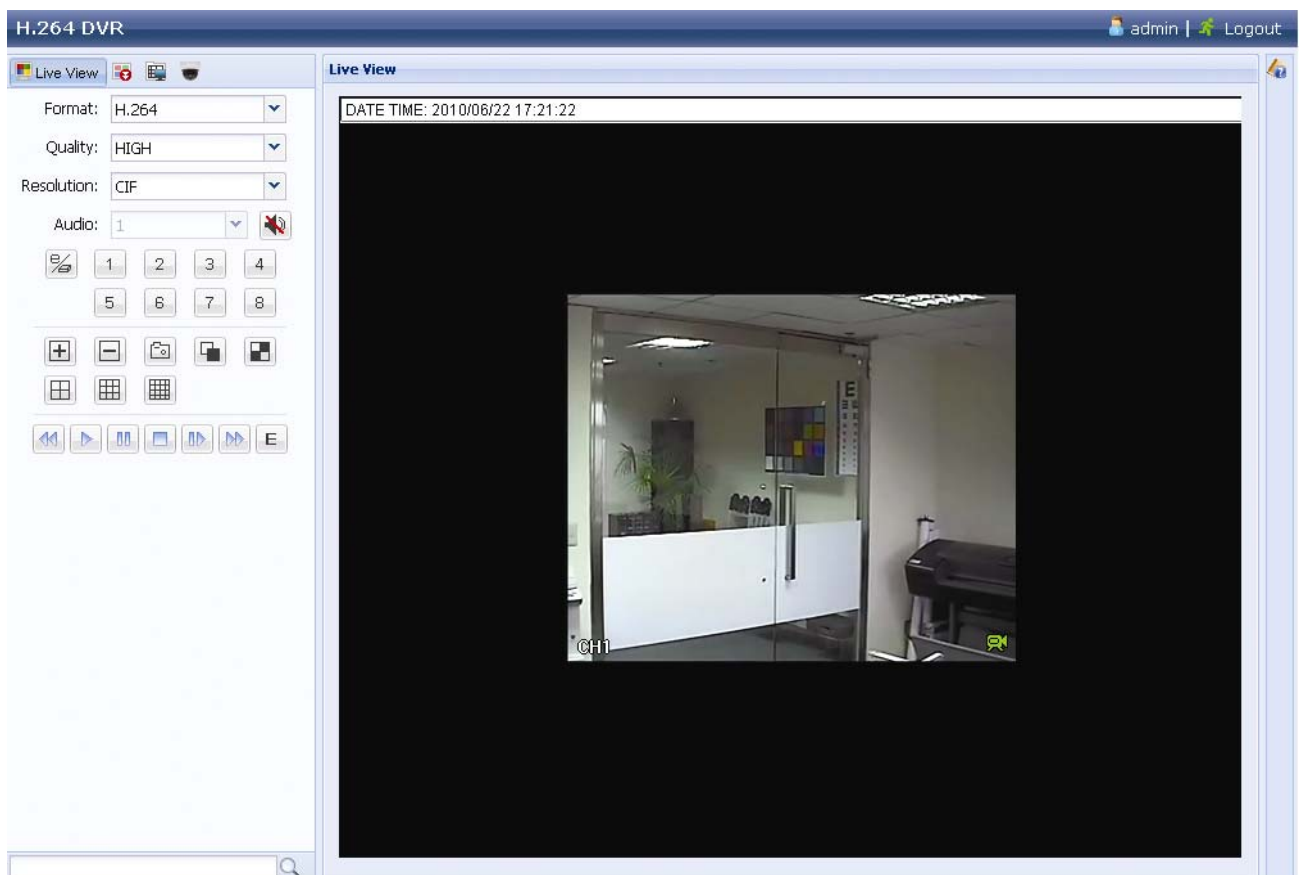 H.264 DVR
admin | Logout
Live View
Format: H.264
Quality: HIGH
Resolution: CIF
Audio: 1
e/ 1 2 3 4
5 6 7 8
E
Live View
DATE TIME: 2010/06/22 17:21:22
E
CH1